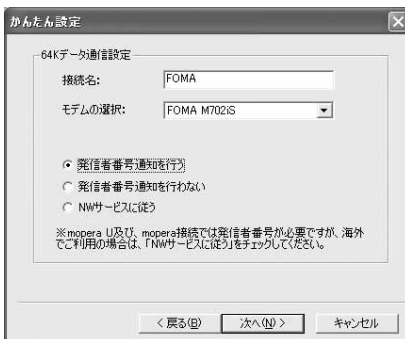 かんたん設定
64Kデータ通信設定
接続名: FOMA
モデムの選択: FOMA M702iS
発信者番号通知を行う
発信者番号通知を行わない
NWサービスに従う
※mopera U及び、mopera接続では発信者番号が必要ですが、海外
でご利用の場合は、「NWサービスに従う」をチェックしてください。
< 戻る(B) 次へ(N) > キャンセル